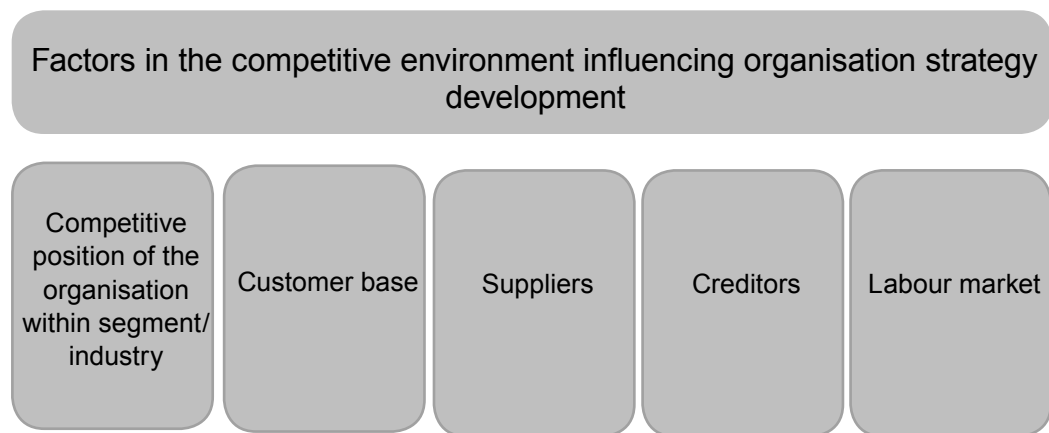 Factors in the competitive environment influencing organisation strategy
development
Competitive
position of the
organisation
within segment/
industry
Customer base
Suppliers
Creditors
Labour market